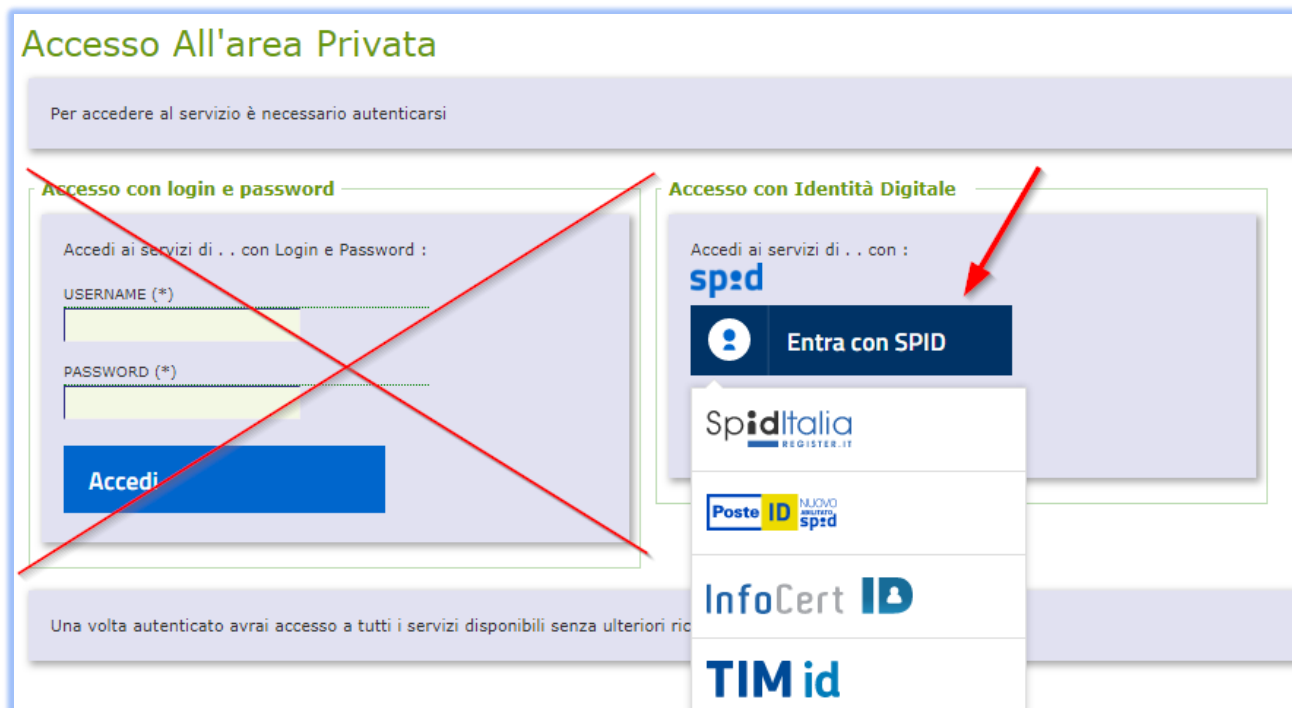 Accesso All'area Privata
Per accedere al servizio è necessario autenticarsi
Accesso con login e password
Accedi ai servizi di . . con Login e Password :
USERNAME (*)
PASSWORD (*)
Accedi
Accesso con Identità Digitale
Accedi ai servizi di . . con :
spid
Entra con SPID
SpidItalia
REGISTER.IT
Poste ID NUOVO
ABILITATO
spid
InfoCert ID
TIM id
Una volta autenticato avrai accesso a tutti i servizi disponibili senza ulteriori ric